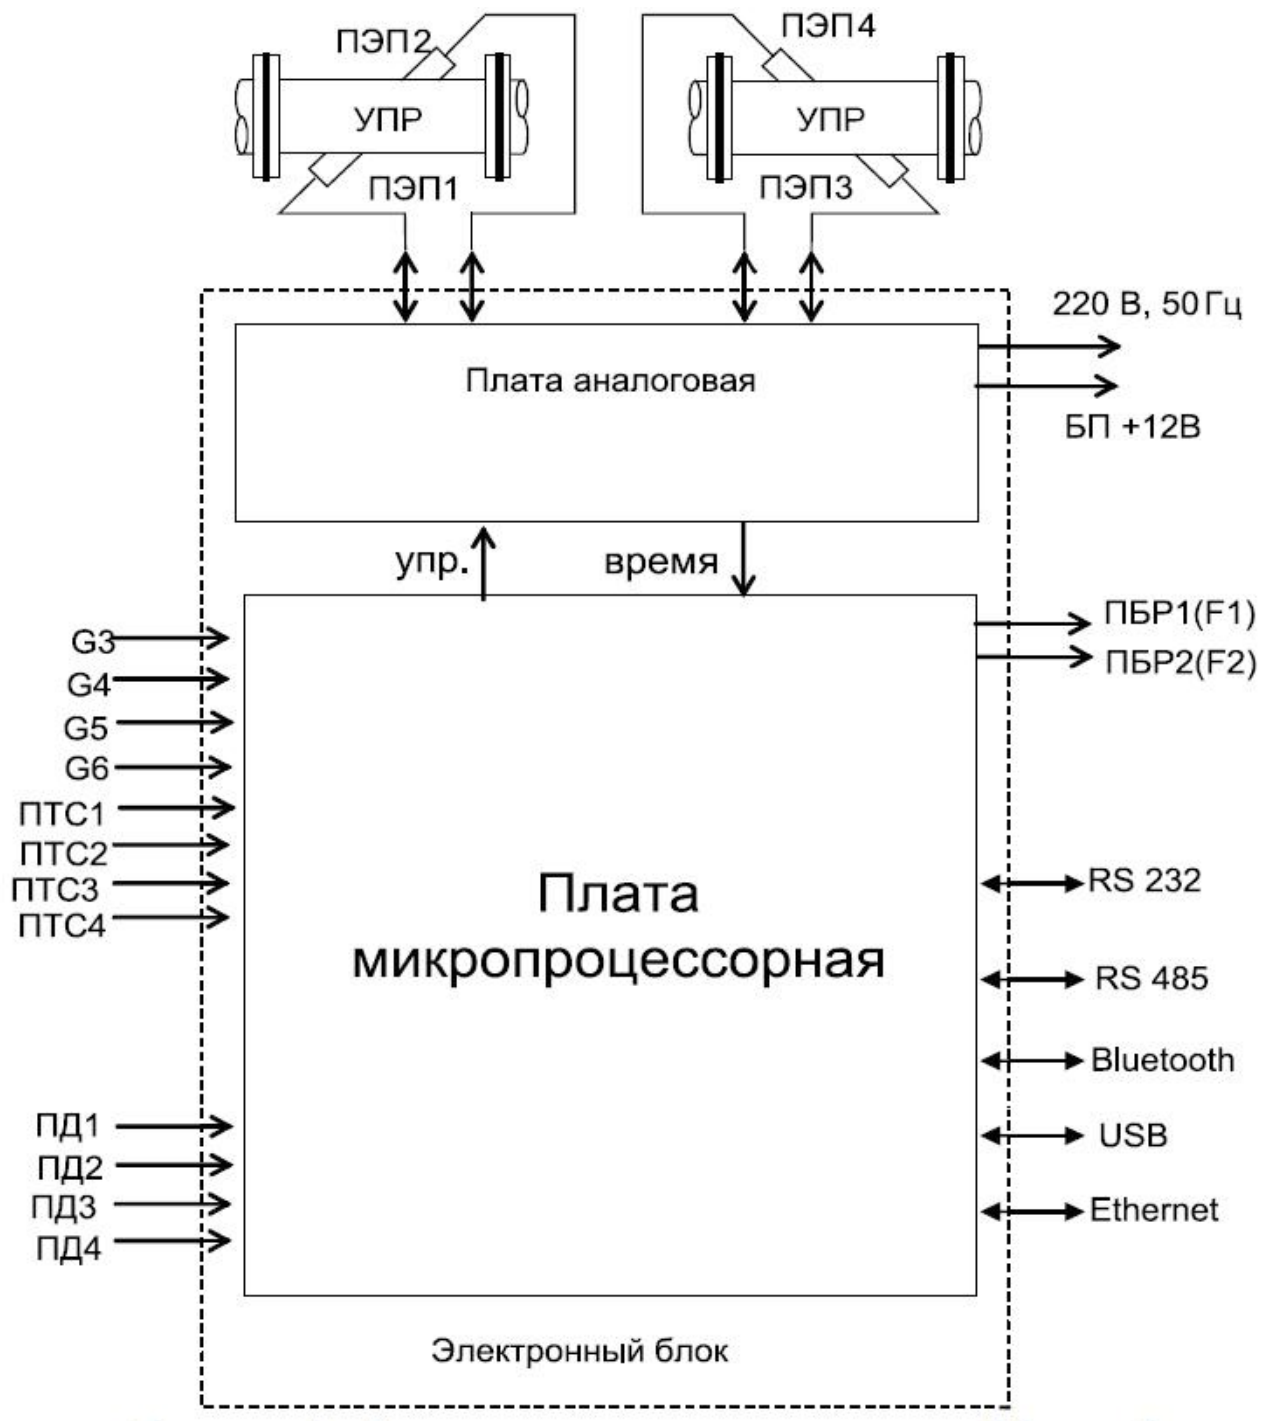 ПЭП2
ПЭП4
УПР
УПР
ПЭП1
ПЭП3
220 В, 50 Гц
Плата аналоговая
БП +12В
упр.
время
ПБР1(F1)
ПБР2(F2)
G3
G4
G5
G6
ПТС1
ПТС2
ПТС3
ПТС4
Плата
микропроцессорная
RS 232
RS 485
Bluetooth
USB
Ethernet
ПД1
ПД2
ПД3
ПД4
Электронный блок